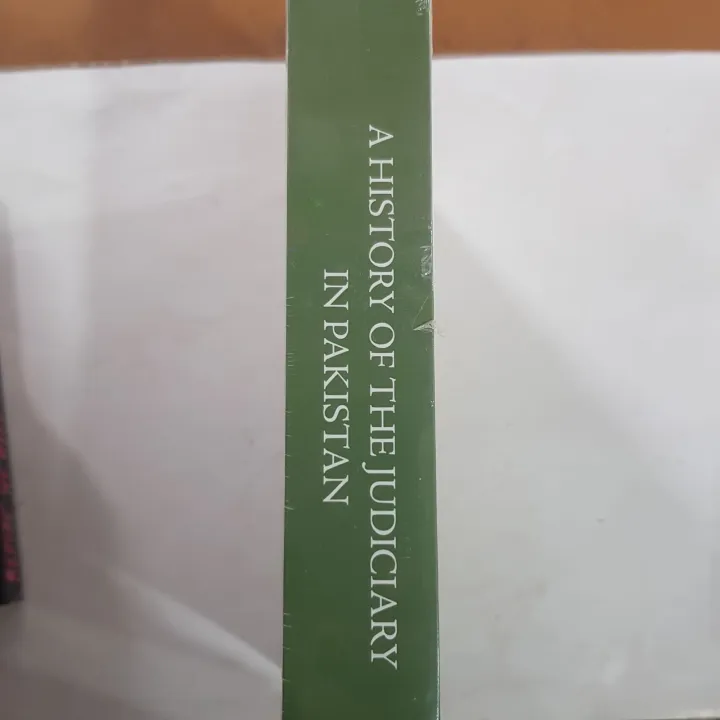 A HISTORY OF THE JUDICIARY
IN PAKISTAN